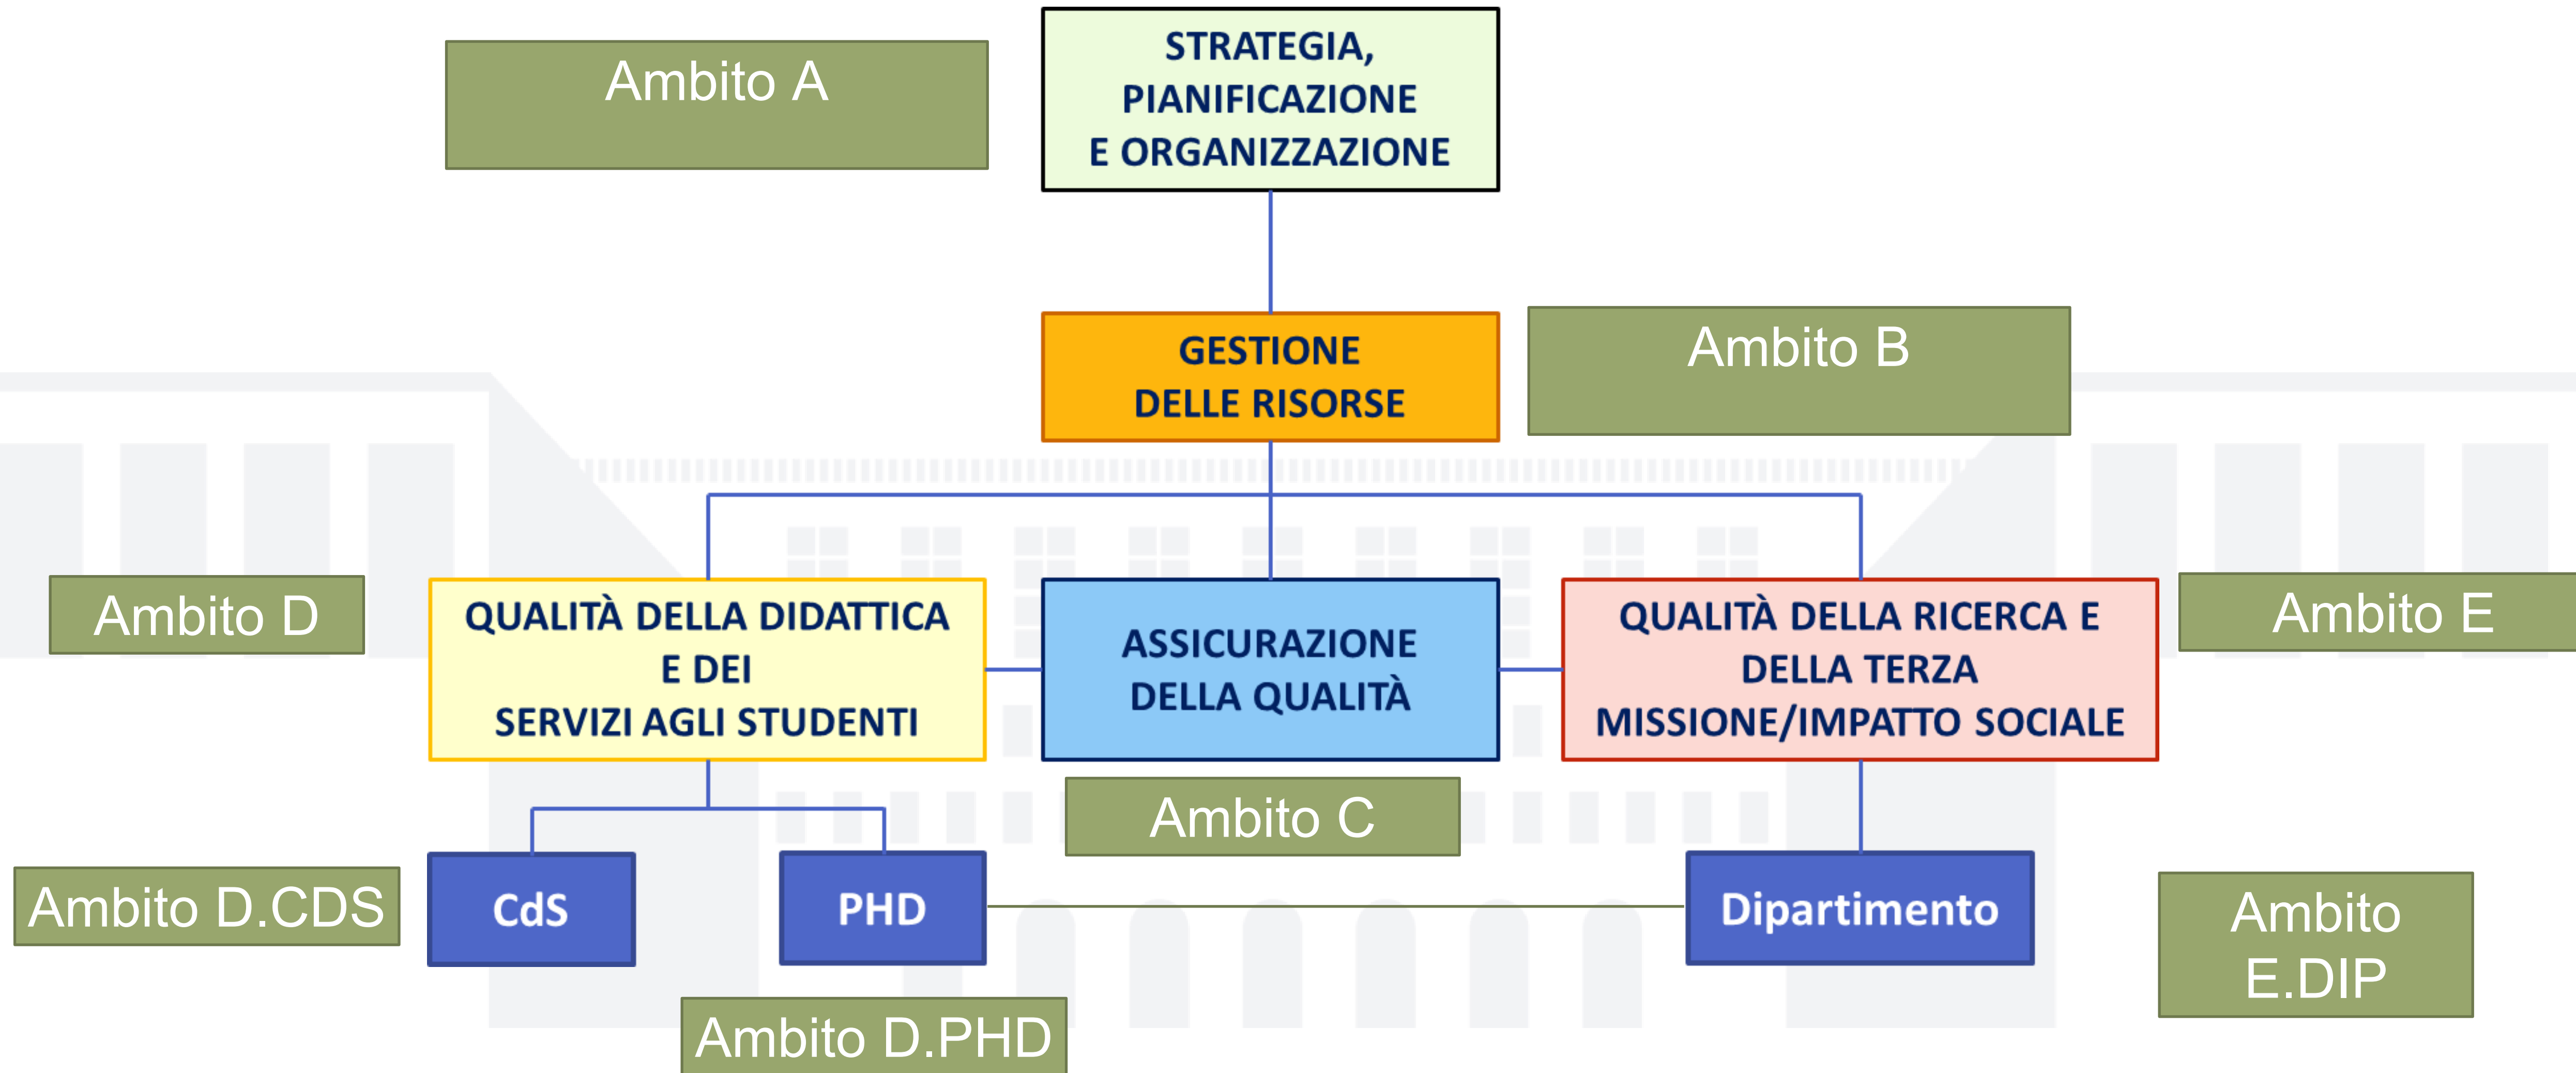 Ambito A
STRATEGIA,
PIANIFICAZIONE
E ORGANIZZAZIONE
GESTIONE
DELLE RISORSE
Ambito B
Ambito D
QUALITÀ DELLA DIDATTICA
E DEI
SERVIZI AGLI STUDENTI
ASSICURAZIONE
DELLA QUALITÀ
QUALITÀ DELLA RICERCA E
DELLA TERZA
MISSIONE/IMPATTO SOCIALE
Ambito E
Ambito C
Ambito D.CDS
CdS
PHD
Dipartimento
Ambito
E.DIP
Ambito D.PHD